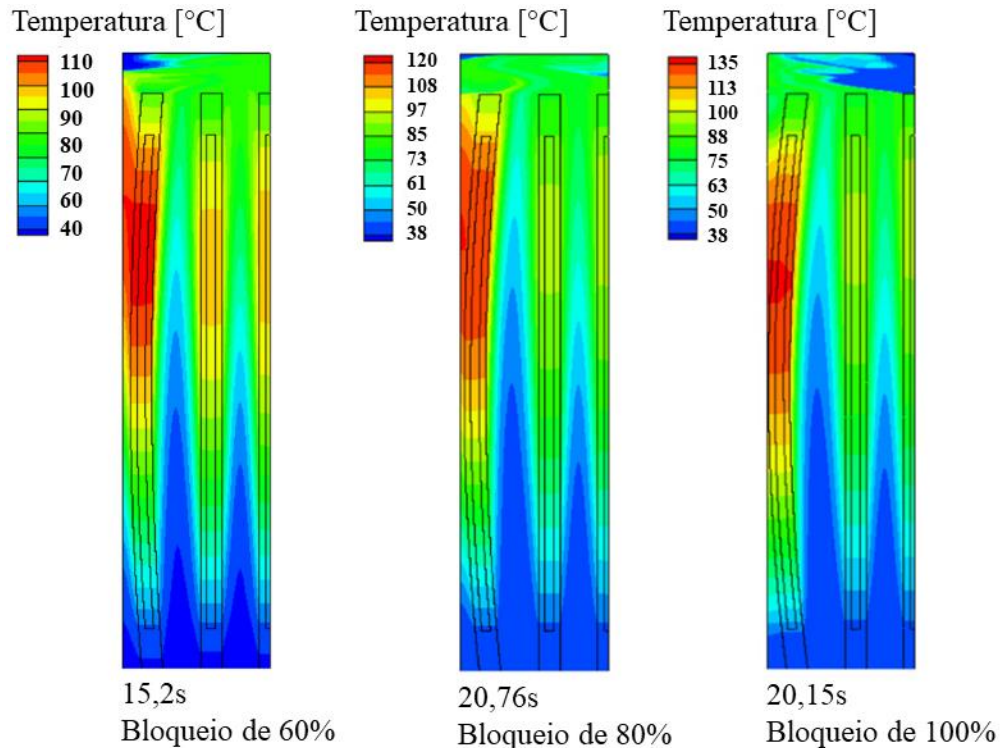 Temperatura [°C]
110
100
90
80
70
60
40
15,2s
Bloqueio de 60%
Temperatura [°C]
120
108
97
85
73
61
50
38
20,76s
Bloqueio de 80%
Temperatura [°C]
135
113
100
88
75
63
50
38
20,15s
Bloqueio de 100%